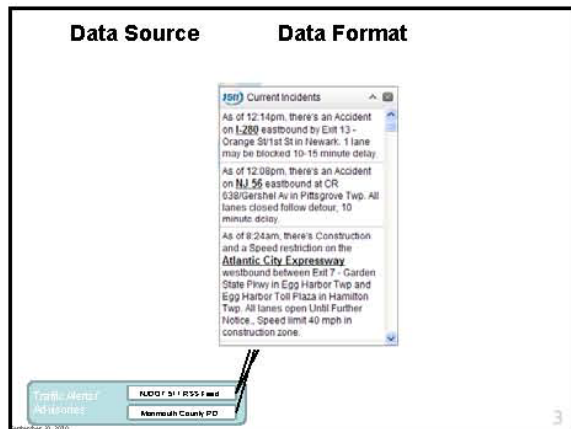 Data Source Data Format
511 Current Incidents
As of 12:14pm, there's an Accident
on I-280 eastbound by Exit 13 -
Orange St/1st St in Newark. 1 lane
may be blocked 10-15 minute delay.
As of 12:08pm, there's an Accident
on NJ 56 eastbound at CR
638/Gershel Av in Pittsgrove Twp. All
lanes closed follow detour, 10
minute delay.
As of 8:24am, there's Construction
and a Speed restriction on the
Atlantic City Expressway
westbound between Exit 7 - Garden
State Pkwy in Egg Harbor Twp and
Egg Harbor Toll Plaza in Hamilton
Twp. All lanes open Until Further
Notice., Speed limit 40 mph in
construction zone.
Traffic Alerts/
Advisories
NJDOT 511 RSS Feed
Monmouth County PD
September 30, 2010
3